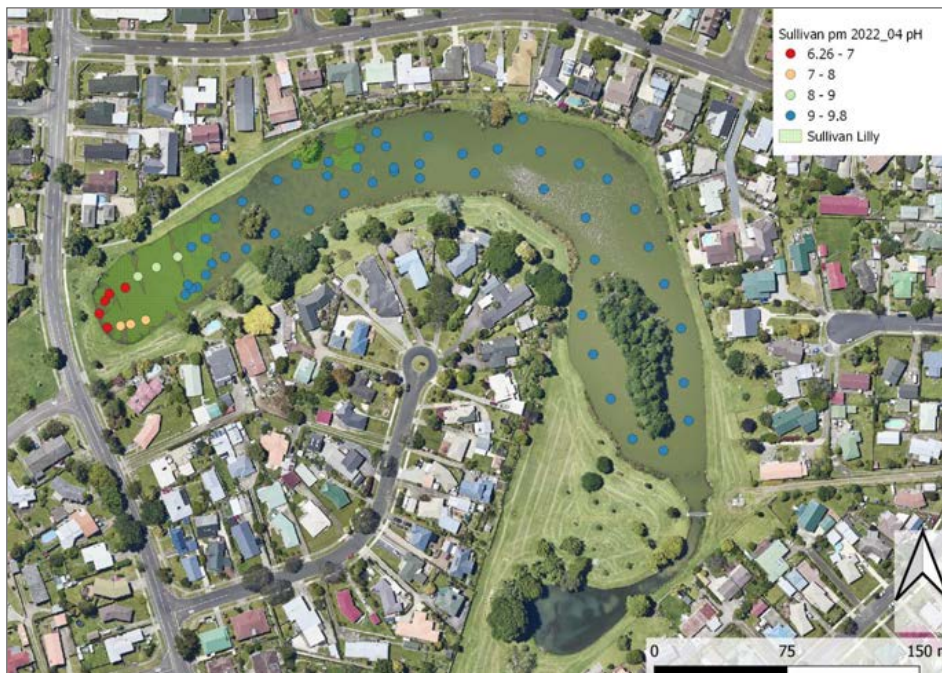 Sullivan pm 2022_04 pH
6.26 - 7
7 - 8
8 - 9
9 - 9.8
Sullivan Lilly
0 75 150 m